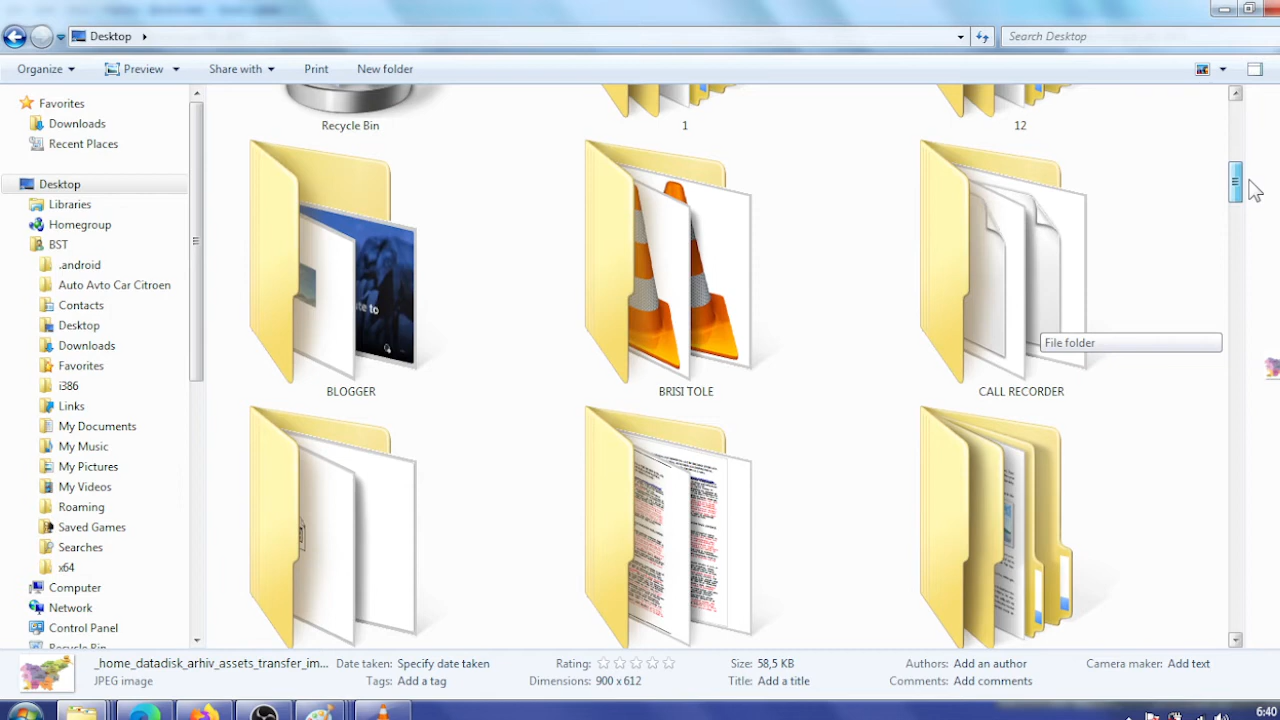 Desktop
Search Desktop
Organize Preview Share with Print New folder
Favorites
Downloads
Recent Places
Desktop
Libraries
Homegroup
BST
.android
Auto Avto Car Citroen
Contacts
Desktop
Downloads
Favorites
i386
Links
My Documents
My Music
My Pictures
My Videos
Roaming
Saved Games
Searches
x64
Computer
Network
Control Panel
Recycle Bin
Recycle Bin 1 12
BLOGGER BRISI TOLE CALL RECORDER
File folder
_home_datadisk_arhiv_assets_transfer_im... Date taken: Specify date taken Rating: Size: 58,5 KB Authors: Add an author Camera maker: Add text
JPEG image Tags: Add a tag Dimensions: 900 x 612 Title: Add a title Comments: Add comments
6:40